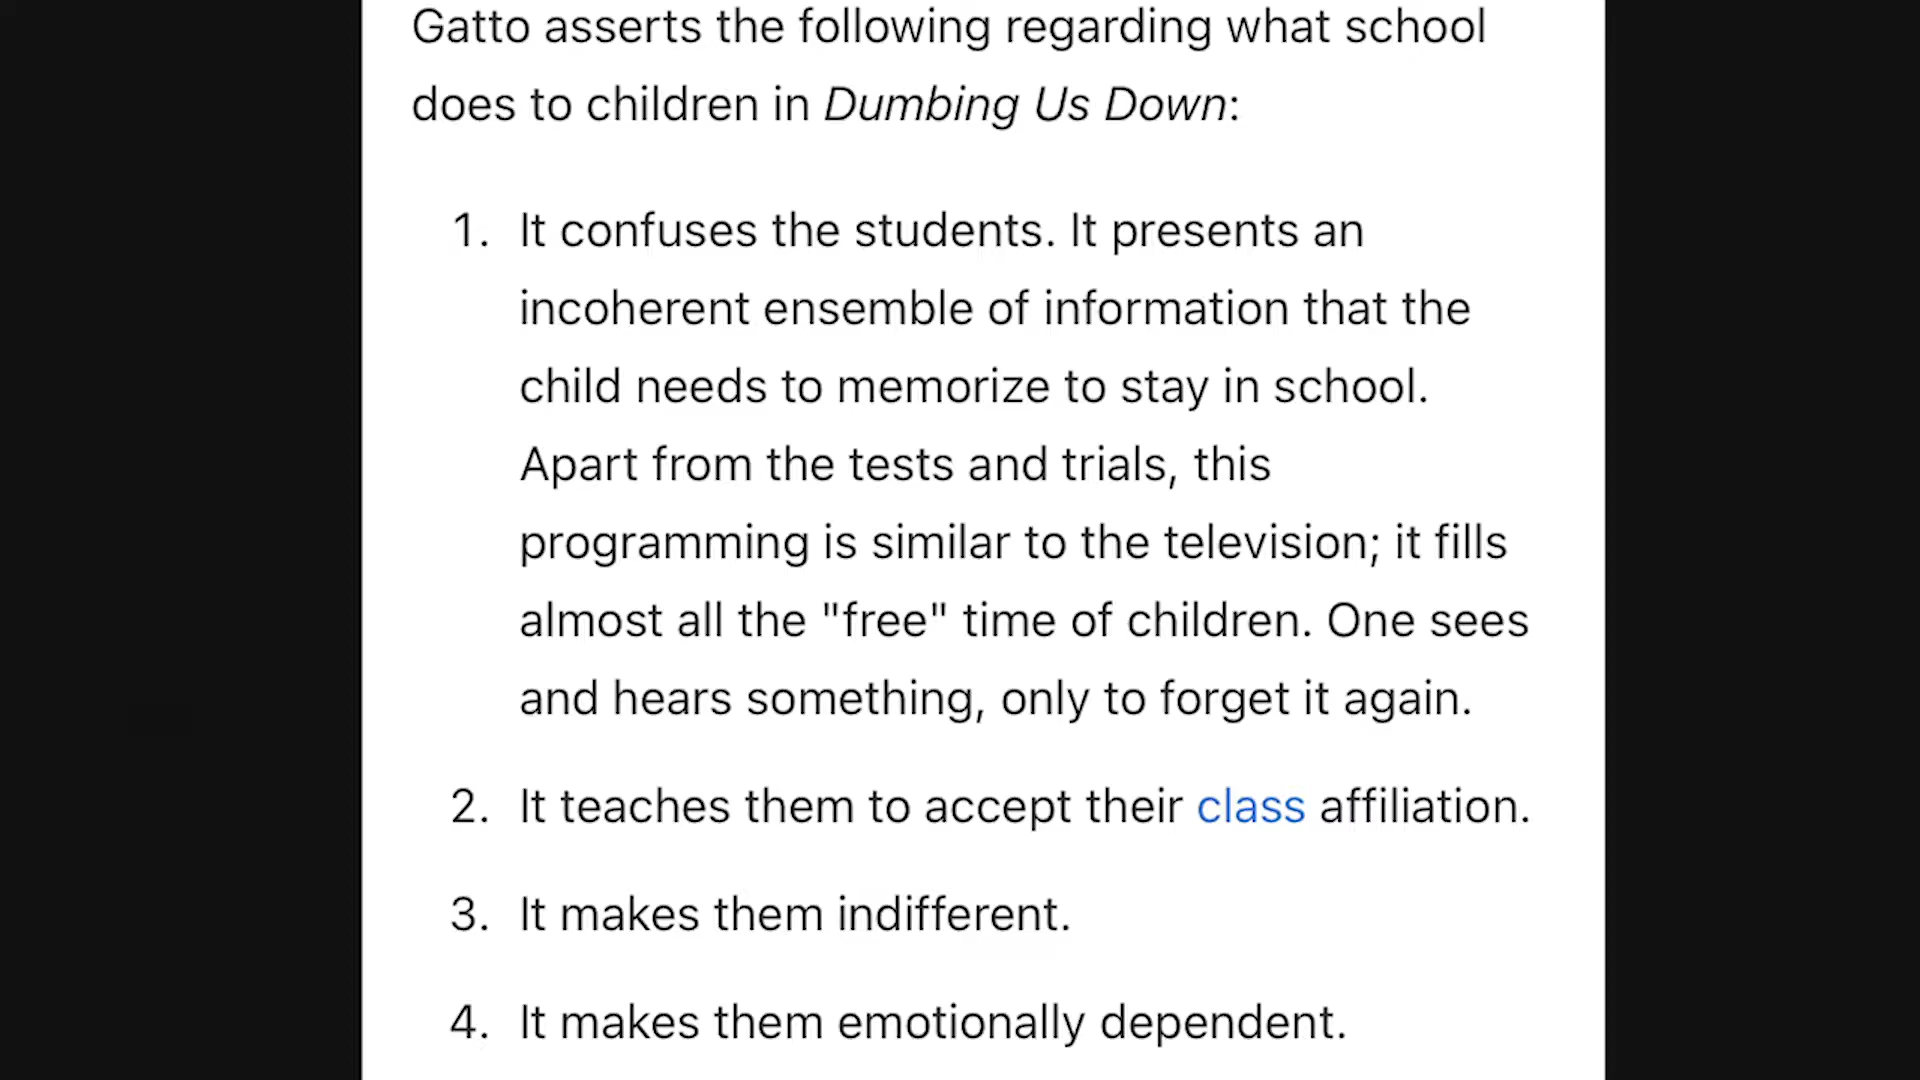 Gatto asserts the following regarding what school
does to children in Dumbing Us Down:
1. It confuses the students. It presents an
incoherent ensemble of information that the
child needs to memorize to stay in school.
Apart from the tests and trials, this
programming is similar to the television; it fills
almost all the "free" time of children. One sees
and hears something, only to forget it again.
2. It teaches them to accept their class affiliation.
3. It makes them indifferent.
4. It makes them emotionally dependent.